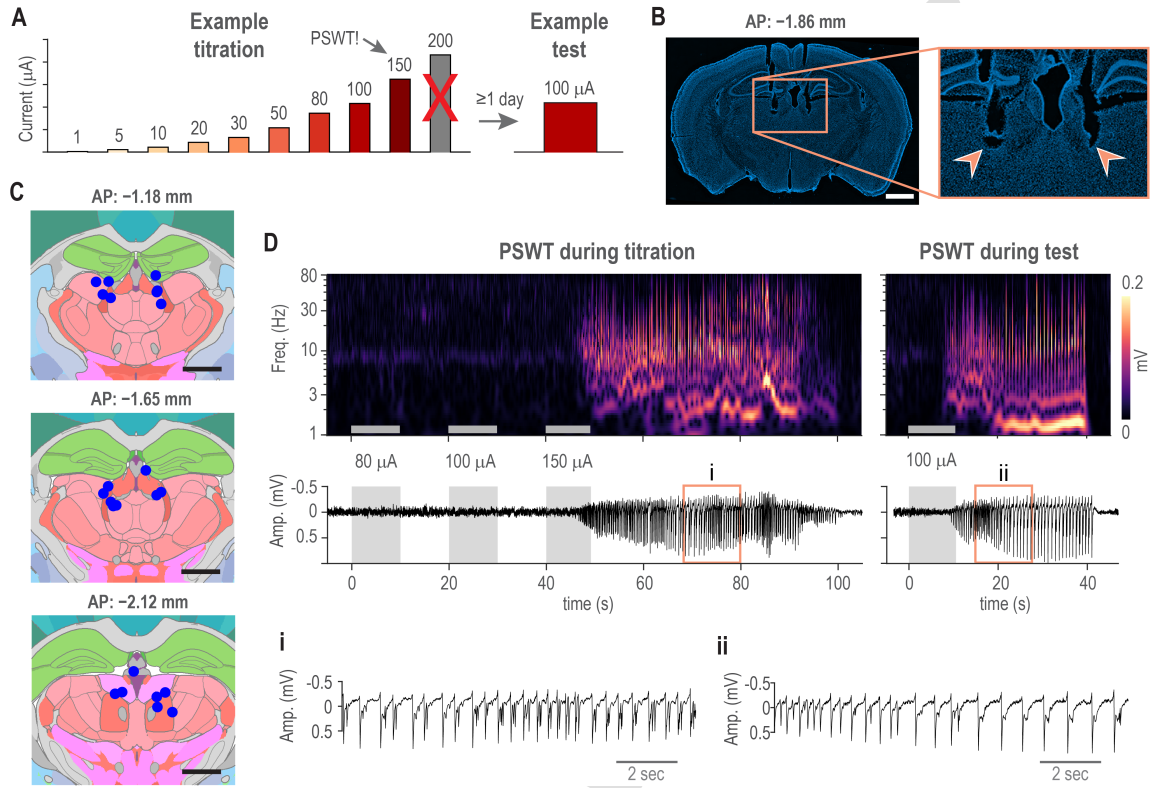 A
Example
titration
Example
test
PSWT!
Current (µA)
1
5
10
20
30
50
80
100
150
200
X
≥1 day
100 µA
B
AP: −1.86 mm
C
AP: −1.18 mm
AP: −1.65 mm
AP: −2.12 mm
D
PSWT during titration
PSWT during test
Freq. (Hz)
80
30
10
3
1
0.2
mV
0
80 µA
100 µA
150 µA
i
100 µA
ii
Amp. (mV)
-0.5
0
0.5
0 20 40 60 80 100
time (s)
0 20 40
time (s)
i
Amp. (mV)
-0.5
0
0.5
2 sec
ii
Amp. (mV)
-0.5
0
0.5
2 sec